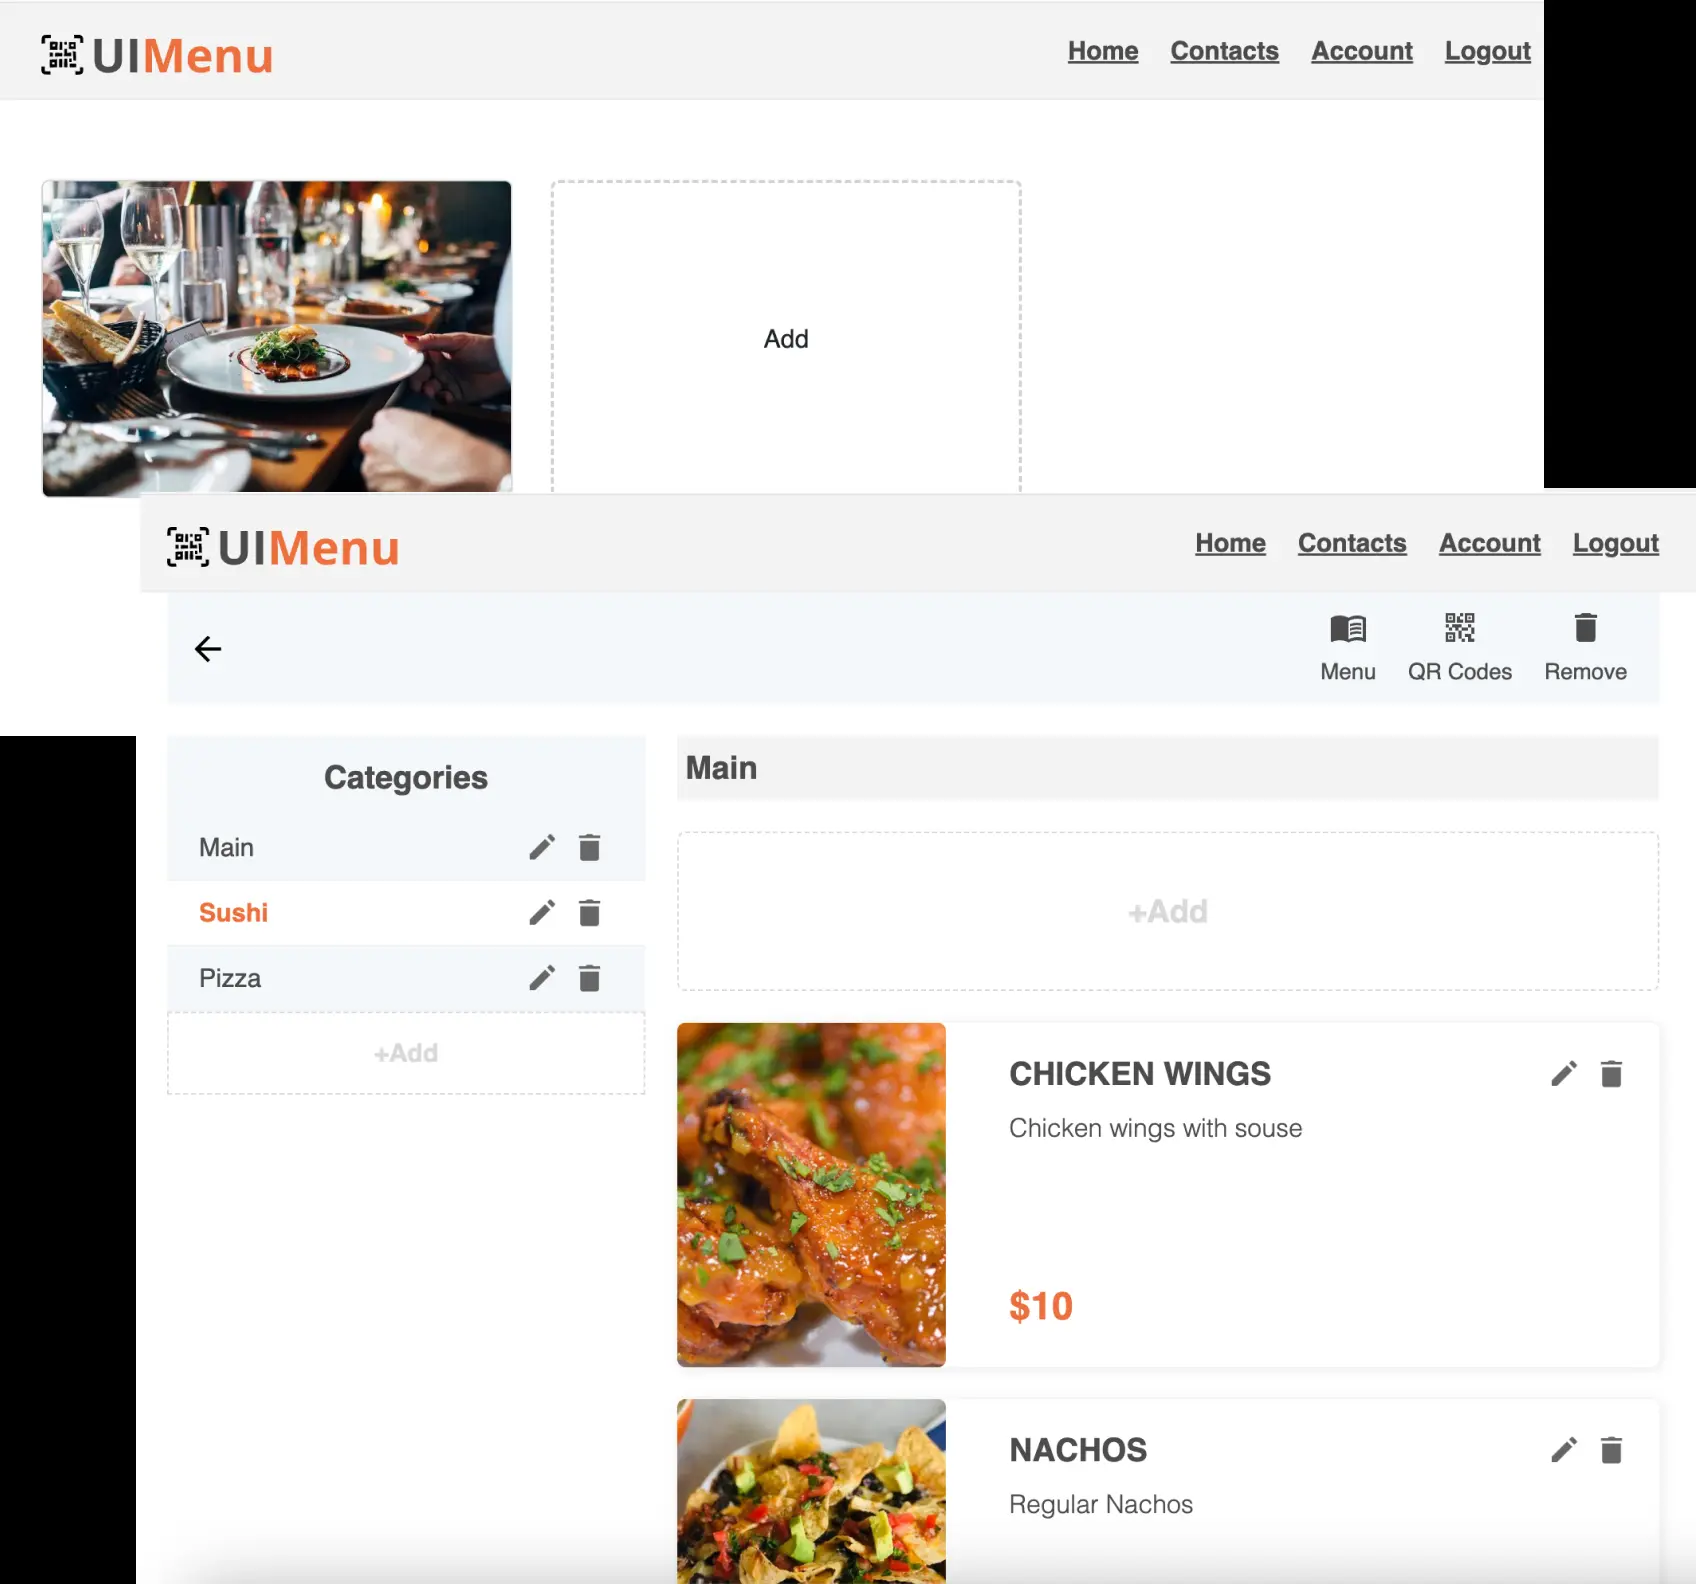 UIMenu
Home Contacts Account Logout
Add
UIMenu
Home Contacts Account Logout
Menu QR Codes Remove
Categories
Main
Sushi
Pizza
+Add
Main
+Add
CHICKEN WINGS
Chicken wings with souse
$10
NACHOS
Regular Nachos